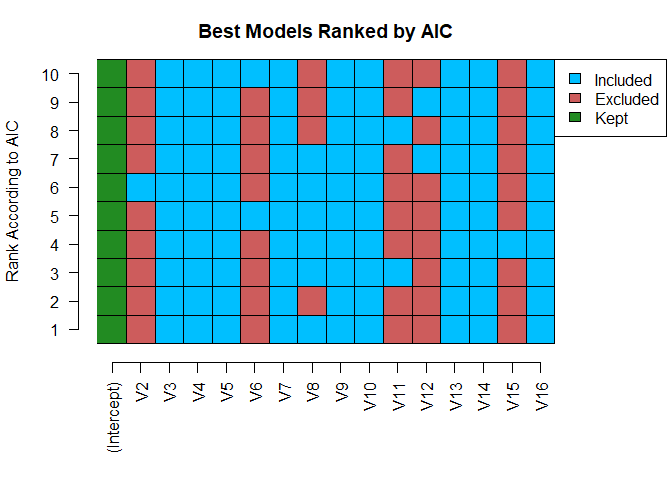 Best Models Ranked by AIC
Included
Excluded
Kept
Rank According to AIC
10
9
8
7
6
5
4
3
2
1
(Intercept)
V2
V3
V4
V5
V6
V7
V8
V9
V10
V11
V12
V13
V14
V15
V16